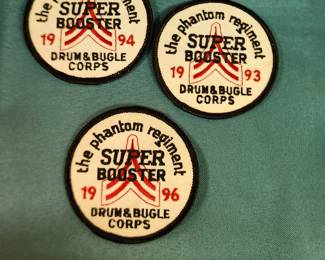 the phantom regiment
SUPER
BOOSTER
19 94
DRUM&BUGLE
CORPS
the phantom regiment
SUPER
BOOSTER
19 93
DRUM&BUGLE
CORPS
the phantom regiment
SUPER
BOOSTER
19 96
DRUM&BUGLE
CORPS